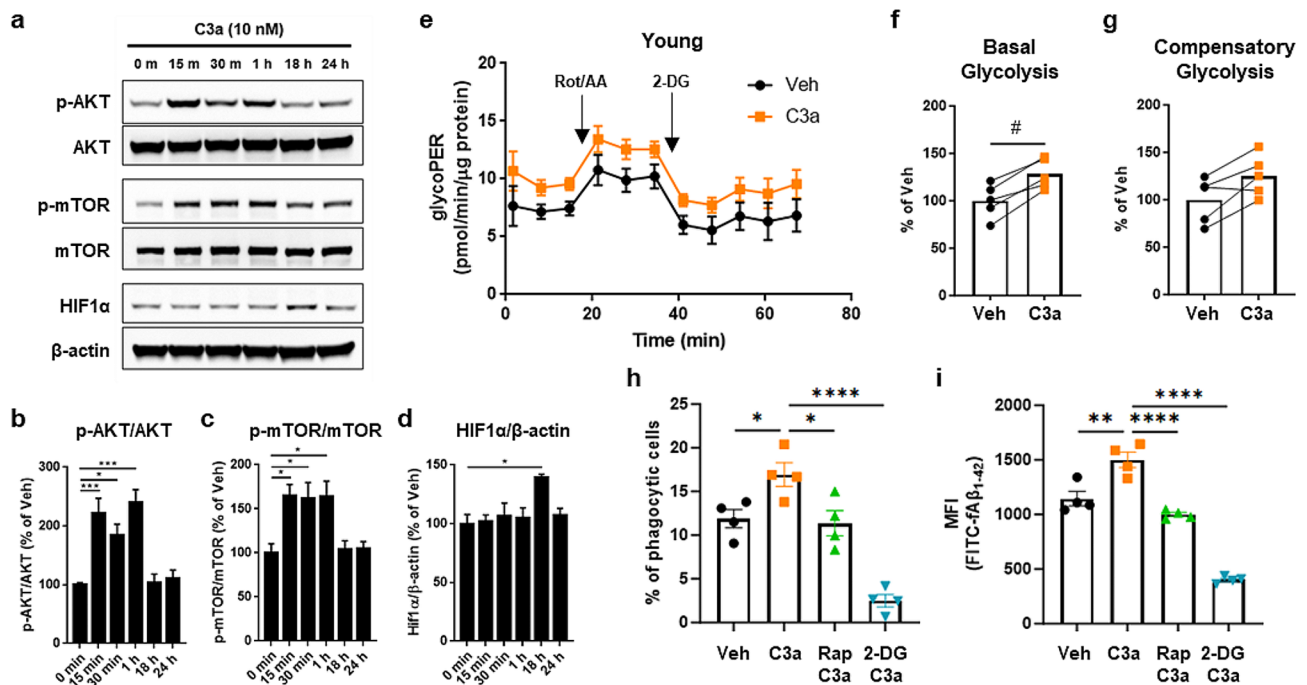 a
C3a (10 nM)
0 m 15 m 30 m 1 h 18 h 24 h
p-AKT
AKT
p-mTOR
mTOR
HIF1α
β-actin
b
p-AKT/AKT
p-AKT/AKT (% of Veh)
300
200
100
0
***
*
***
0 min
15 min
30 min
1 h
18 h
24 h
c
p-mTOR/mTOR
p-mTOR/mTOR (% of Veh)
200
150
100
50
0
*
*
*
0 min
15 min
30 min
1 h
18 h
24 h
d
HIF1α/β-actin
Hif1α/β-actin (% of Veh)
150
100
50
0
*
0 min
15 min
30 min
1 h
18 h
24 h
e
Young
glycoPER
(pmol/min/µg protein)
20
15
10
5
0
Rot/AA
2-DG
Veh
C3a
0 20 40 60 80
Time (min)
f
Basal
Glycolysis
% of Veh
200
150
100
50
0
#
Veh C3a
g
Compensatory
Glycolysis
% of Veh
200
150
100
50
0
Veh C3a
h
% of phagocytic cells
25
20
15
10
5
0
****
* *
Veh C3a Rap 2-DG
C3a C3a
i
MFI
(FITC-fAβ1-42)
2000
1500
1000
500
0
****
** ****
Veh C3a Rap 2-DG
C3a C3a